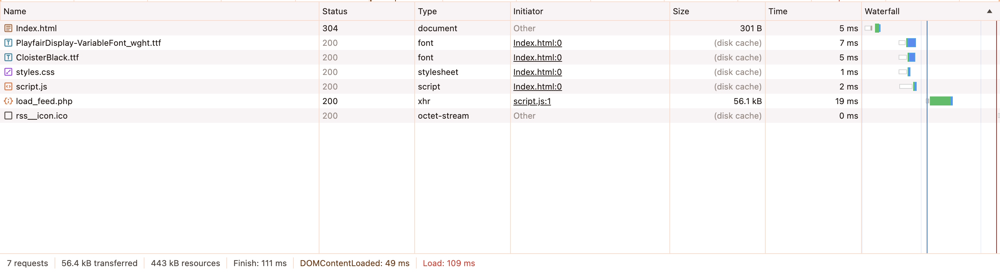 Name Status Type Initiator Size Time Waterfall
Index.html 304 document Other 301 B 5 ms
PlayfairDisplay-VariableFont_wght.ttf 200 font Index.html:0 (disk cache) 7 ms
CloisterBlack.ttf 200 font Index.html:0 (disk cache) 5 ms
styles.css 200 stylesheet Index.html:0 (disk cache) 1 ms
script.js 200 script Index.html:0 (disk cache) 2 ms
load_feed.php 200 xhr script.js:1 56.1 kB 19 ms
rss__icon.ico 200 octet-stream Other (disk cache) 0 ms
7 requests 56.4 kB transferred 443 kB resources Finish: 111 ms DOMContentLoaded: 49 ms Load: 109 ms